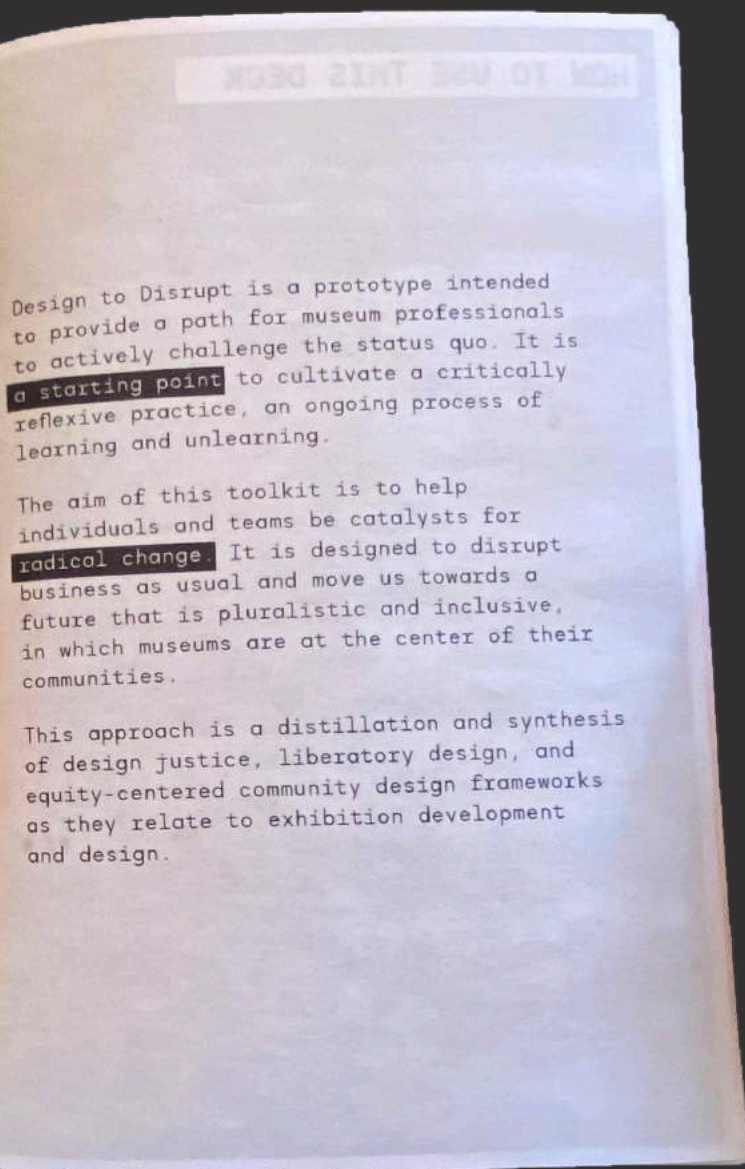 HOW TO USE THIS DECK
Design to Disrupt is a prototype intended
to provide a path for museum professionals
to actively challenge the status quo. It is
a starting point to cultivate a critically
reflexive practice, an ongoing process of
learning and unlearning.
The aim of this toolkit is to help
individuals and teams be catalysts for
radical change. It is designed to disrupt
business as usual and move us towards a
future that is pluralistic and inclusive,
in which museums are at the center of their
communities.
This approach is a distillation and synthesis
of design justice, liberatory design, and
equity-centered community design frameworks
as they relate to exhibition development
and design.